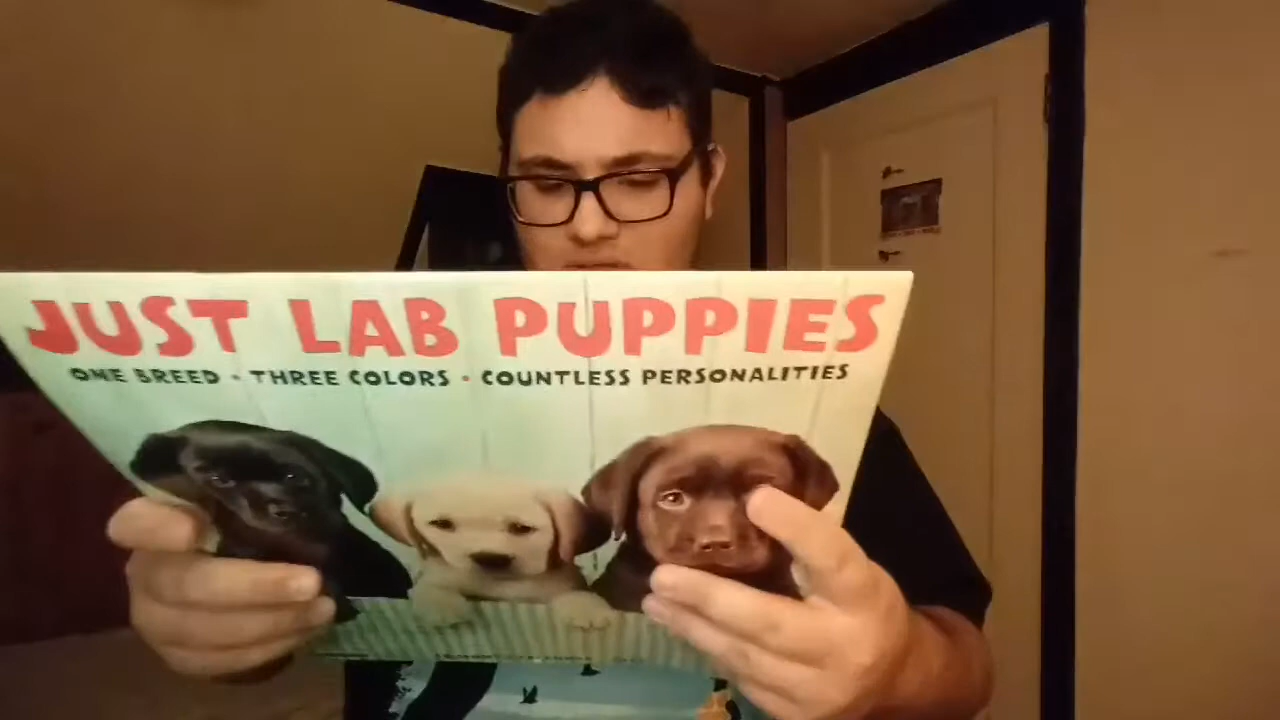 JUST LAB PUPPIES
ONE BREED • THREE COLORS • COUNTLESS PERSONALITIES